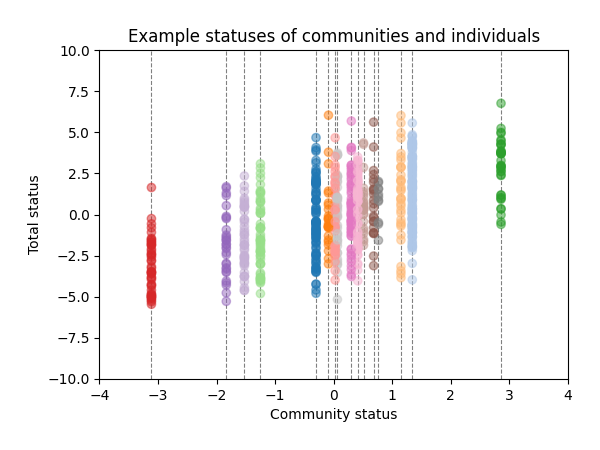 Example statuses of communities and individuals
10.0
7.5
5.0
2.5
0.0
−2.5
−5.0
−7.5
−10.0
Total status
−4 −3 −2 −1 0 1 2 3 4
Community status